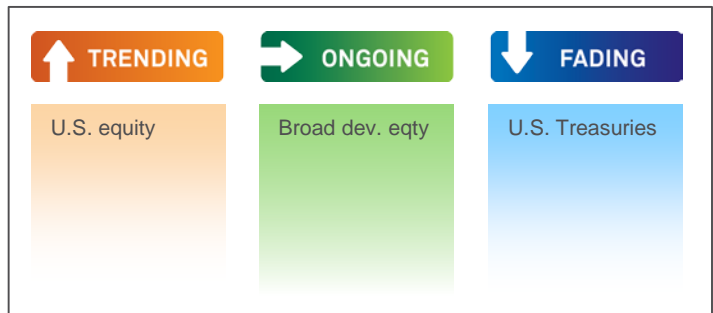 TRENDING
ONGOING
FADING
U.S. equity
Broad dev. eqty
U.S. Treasuries